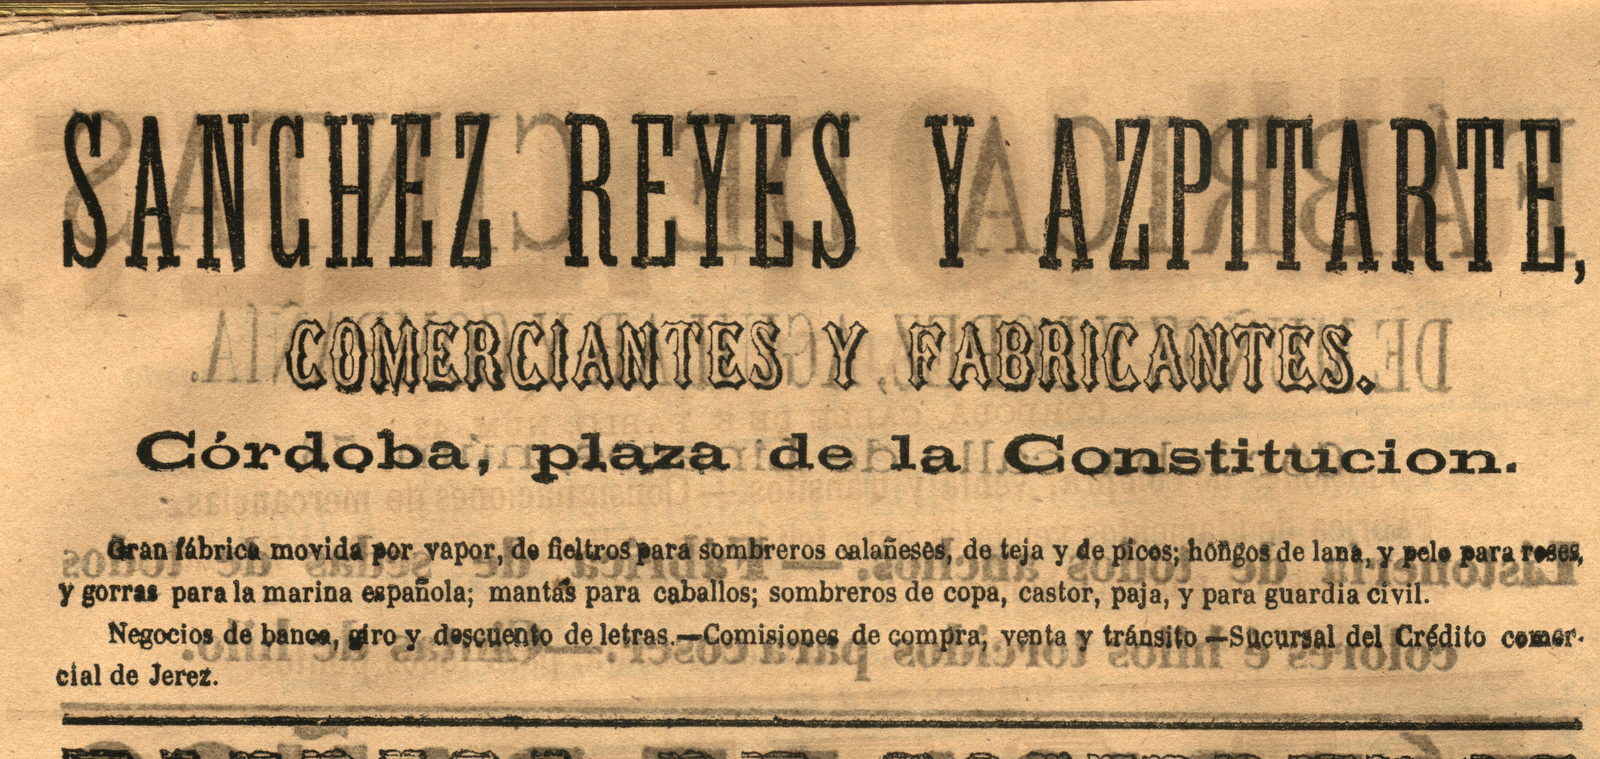 SANCHEZ REYES Y AZPITARTE,
COMERCIANTES Y FABRICANTES.
Córdoba, plaza de la Constitucion.
Gran fábrica movida por vapor, de fieltros para sombreros calañeses, de teja y de picos; hongos de lana, y pelo para roses,
y gorras para la marina española; mantas para caballos; sombreros de copa, castor, paja, y para guardia civil.
Negocios de banca, giro y descuento de letras.—Comisiones de compra, venta y tránsito—Sucursal del Crédito comer-
cial de Jerez.